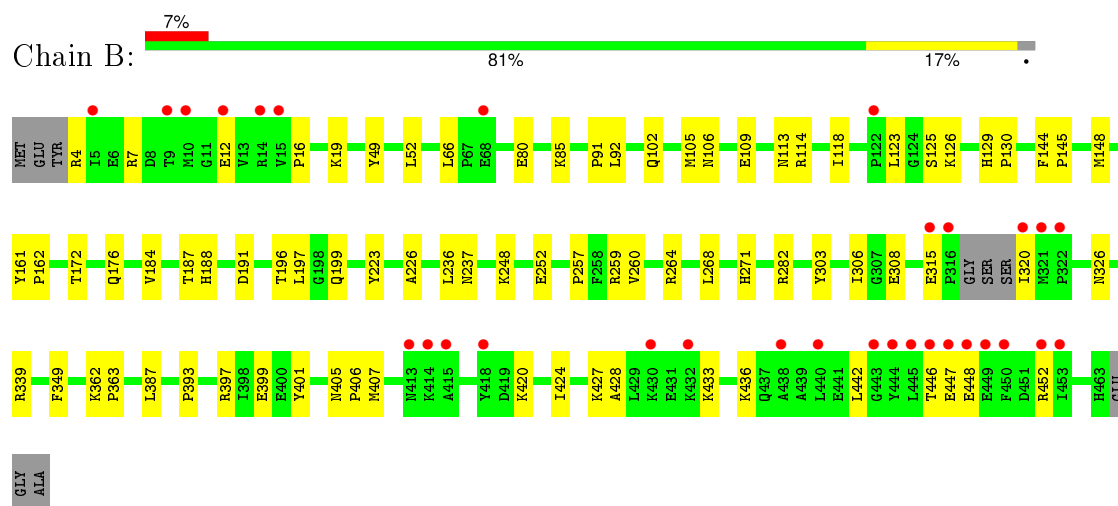 7%
Chain B:
81% 17% •
MET GLU TYR R4 I5 E6 R7 D8 T9 M10 G11 E12 V13 R14 V15 P16 K19 Y49 L52 L66 P67 E68 E80 K85 P91 L92 Q102 M105 N106 E109 N113 R114 I118 P122 L123 G124 S125 K126 H129 P130 F144 P145 M148
Y161 P162 T172 Q176 V184 T187 H188 D191 T196 L197 G198 Q199 Y223 A226 L236 N237 K248 E252 P257 F258 R259 V260 R264 L268 H271 R282 Y303 I306 G307 E308 E315 P316 GLY SER SER I320 M321 P322 N326
R339 F349 K362 P363 L387 P393 R397 I398 E399 E400 Y401 N405 P406 M407 N413 K414 A415 Y418 D419 K420 I424 K427 A428 L429 K430 E431 K432 K433 K436 Q437 A438 A439 L440 E441 L442 G443 Y444 L445 T446 E447 E448 E449 F450 D451 R452 I453 H463 GLU
GLY ALA